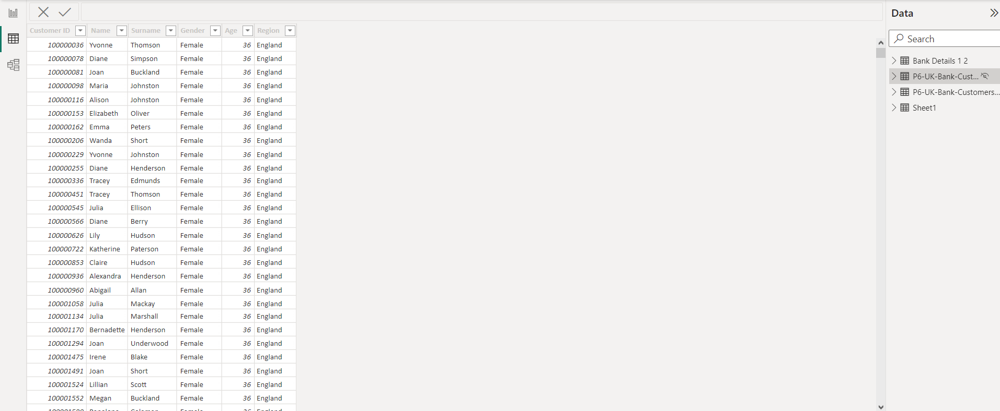 Customer ID Name Surname Gender Age Region
100000036 Yvonne Thomson Female 36 England
100000078 Diane Simpson Female 36 England
100000081 Joan Buckland Female 36 England
100000098 Maria Johnston Female 36 England
100000116 Alison Johnston Female 36 England
100000153 Elizabeth Oliver Female 36 England
100000162 Emma Peters Female 36 England
100000206 Wanda Short Female 36 England
100000229 Yvonne Johnston Female 36 England
100000255 Diane Henderson Female 36 England
100000336 Tracey Edmunds Female 36 England
100000451 Tracey Thomson Female 36 England
100000545 Julia Ellison Female 36 England
100000566 Diane Berry Female 36 England
100000626 Lily Hudson Female 36 England
100000722 Katherine Paterson Female 36 England
100000853 Claire Hudson Female 36 England
100000936 Alexandra Henderson Female 36 England
100000960 Abigail Allan Female 36 England
100001058 Julia Mackay Female 36 England
100001134 Julia Marshall Female 36 England
100001170 Bernadette Henderson Female 36 England
100001294 Joan Underwood Female 36 England
100001475 Irene Blake Female 36 England
100001491 Joan Short Female 36 England
100001524 Lillian Scott Female 36 England
100001552 Megan Buckland Female 36 England
Data
Search
Bank Details 1 2
P6-UK-Bank-Cust...
P6-UK-Bank-Customers...
Sheet1